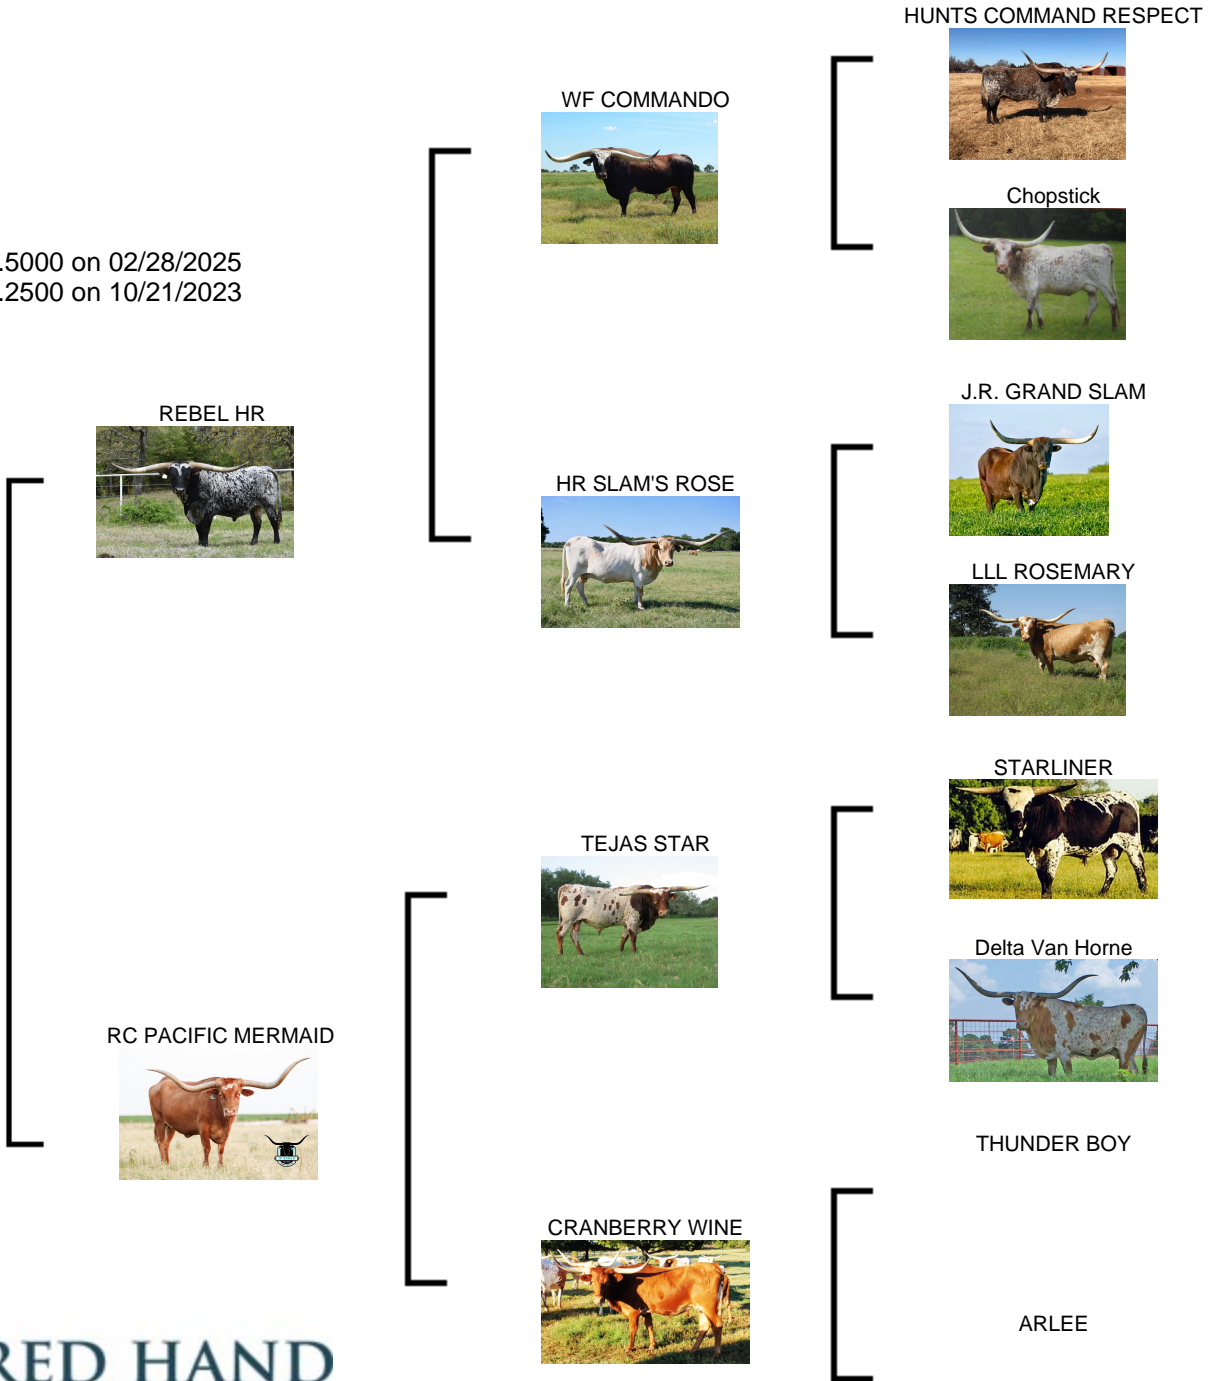 HUNTS COMMAND RESPECT
WF COMMANDO
Chopstick
.5000 on 02/28/2025
.2500 on 10/21/2023
J.R. GRAND SLAM
REBEL HR
HR SLAM'S ROSE
LLL ROSEMARY
STARLINER
TEJAS STAR
Delta Van Horne
RC PACIFIC MERMAID
THUNDER BOY
CRANBERRY WINE
ARLEE
RED HAND